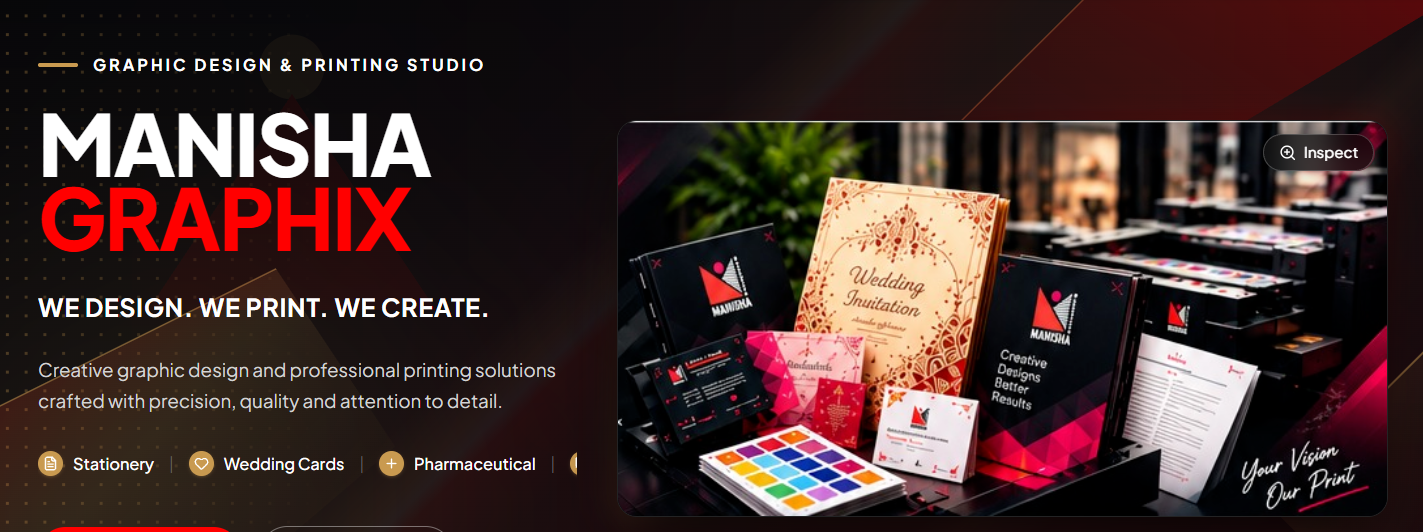 GRAPHIC DESIGN & PRINTING STUDIO
MANISHA
GRAPHIX
WE DESIGN. WE PRINT. WE CREATE.
Creative graphic design and professional printing solutions
crafted with precision, quality and attention to detail.
Stationery | Wedding Cards | Pharmaceutical |
Inspect
MANISHA
Wedding
Invitation
MANISHA
Creative
Designs
Better
Results
Your Vision
Our Print